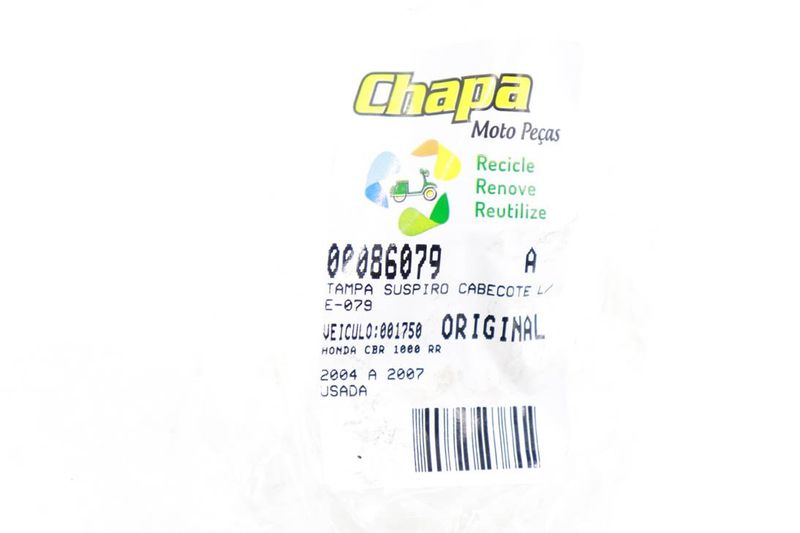 Chapa
Moto Peças
Recicle
Renove
Reutilize
00086079 A
TAMPA SUSPIRO CABECOTE L/
E-079
VEICULO:001750 ORIGINAL
HONDA CBR 1000 RR
2004 A 2007
USADA